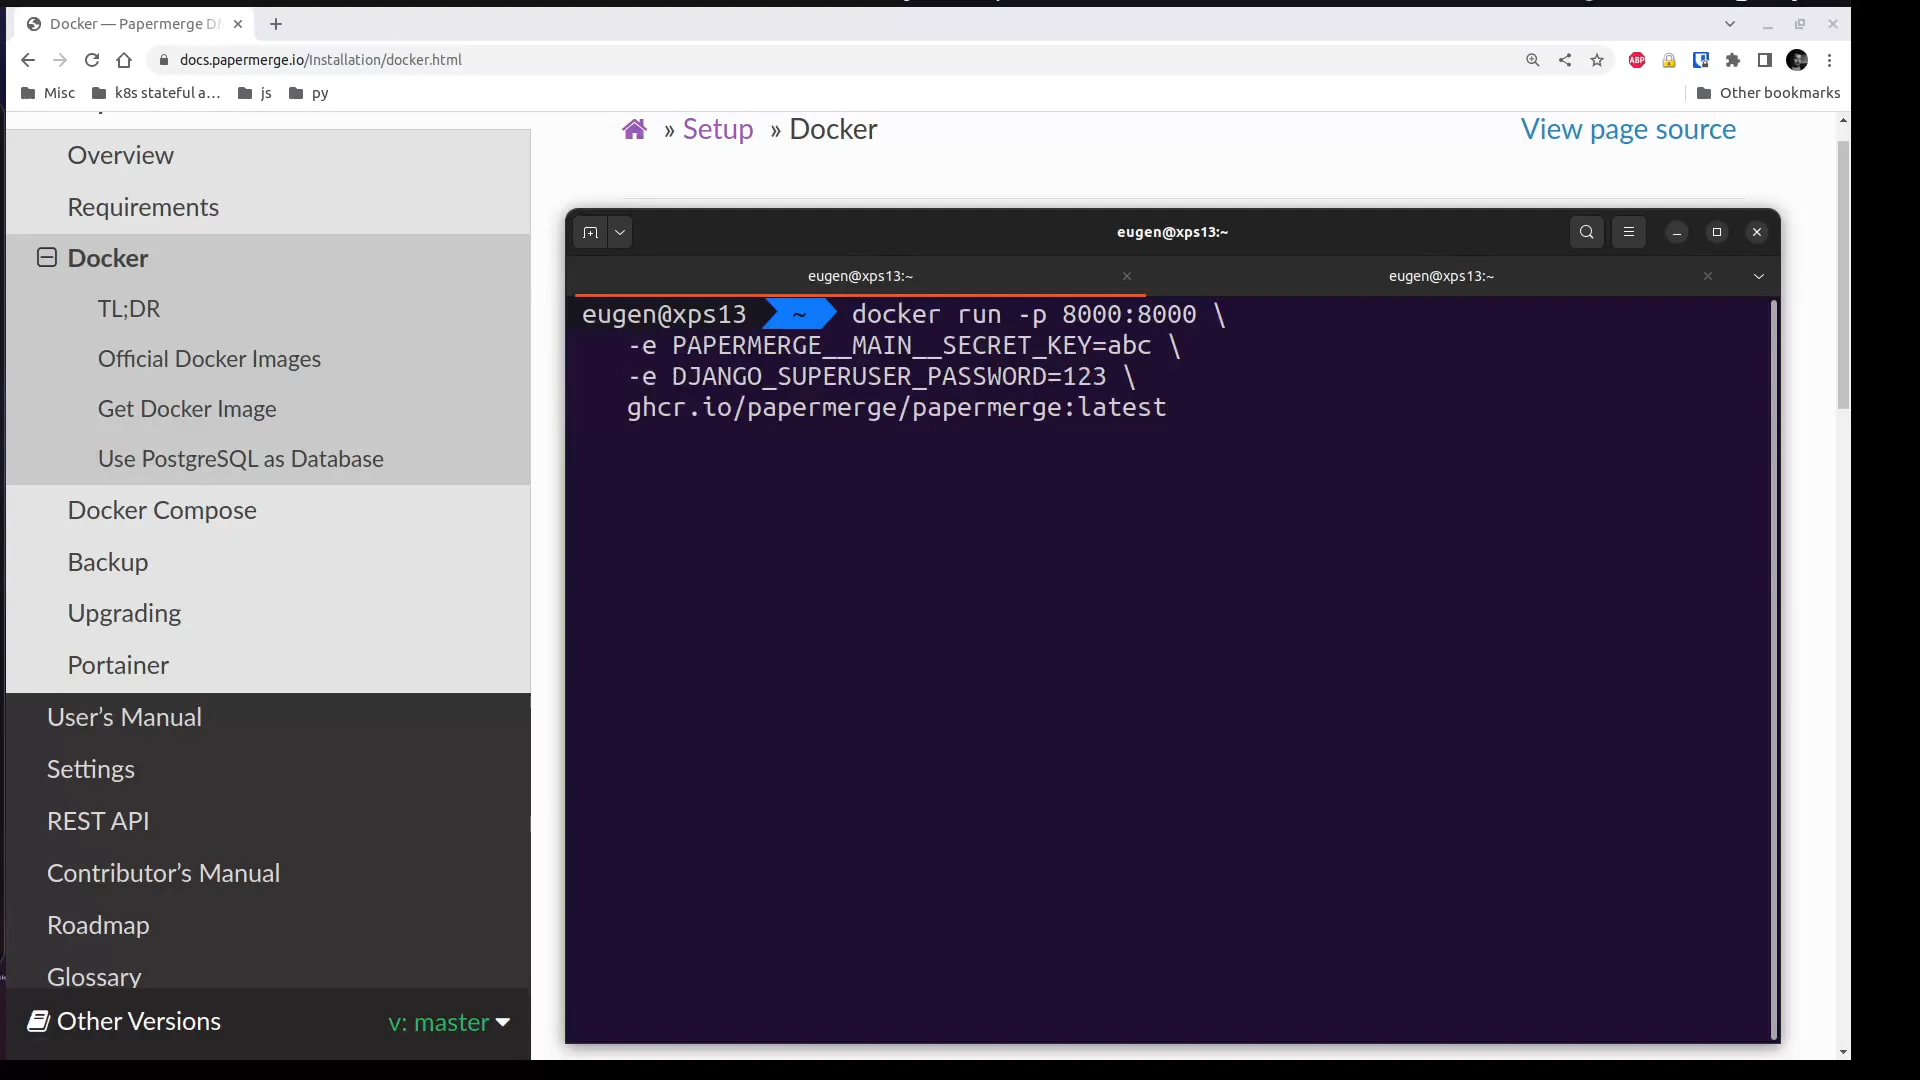 Docker — Papermerge D
docs.papermerge.io/Installation/docker.html
ABP
Misc
k8s stateful a...
js
py
Other bookmarks
» Setup » Docker
View page source
Overview
Requirements
Docker
TL;DR
Official Docker Images
Get Docker Image
Use PostgreSQL as Database
Docker Compose
Backup
Upgrading
Portainer
User’s Manual
Settings
REST API
Contributor’s Manual
Roadmap
Glossary
Other Versions
v: master
eugen@xps13:~
eugen@xps13:~
eugen@xps13:~
eugen@xps13 ~ docker run -p 8000:8000 \
-e PAPERMERGE__MAIN__SECRET_KEY=abc \
-e DJANGO_SUPERUSER_PASSWORD=123 \
ghcr.io/papermerge/papermerge:latest